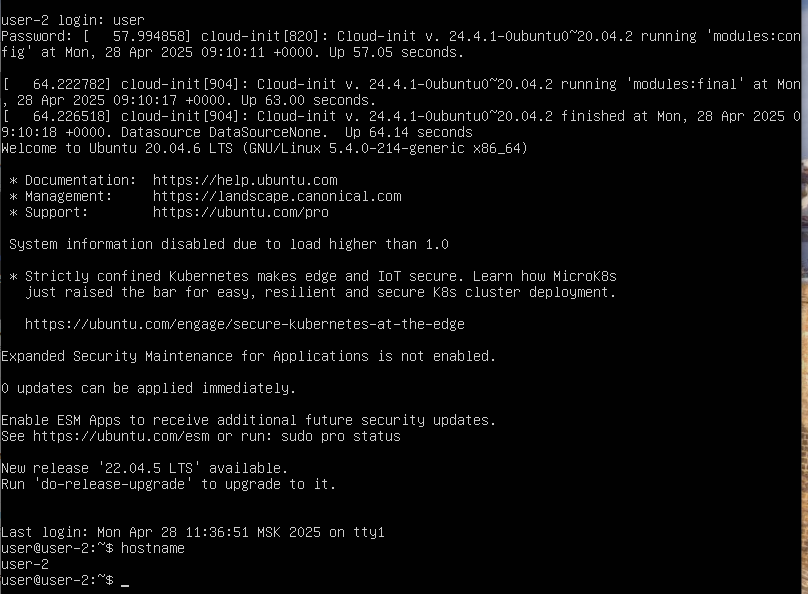 user-2 login: user
Password: [   57.994858] cloud-init[820]: Cloud-init v. 24.4.1-0ubuntu0~20.04.2 running 'modules:con
fig' at Mon, 28 Apr 2025 09:10:11 +0000. Up 57.05 seconds.
[   64.222782] cloud-init[904]: Cloud-init v. 24.4.1-0ubuntu0~20.04.2 running 'modules:final' at Mon
, 28 Apr 2025 09:10:17 +0000. Up 63.00 seconds.
[   64.226518] cloud-init[904]: Cloud-init v. 24.4.1-0ubuntu0~20.04.2 finished at Mon, 28 Apr 2025 0
9:10:18 +0000. Datasource DataSourceNone.  Up 64.14 seconds
Welcome to Ubuntu 20.04.6 LTS (GNU/Linux 5.4.0-214-generic x86_64)
 * Documentation:  https://help.ubuntu.com
 * Management:     https://landscape.canonical.com
 * Support:        https://ubuntu.com/pro
 System information disabled due to load higher than 1.0
 * Strictly confined Kubernetes makes edge and IoT secure. Learn how MicroK8s
   just raised the bar for easy, resilient and secure K8s cluster deployment.
   https://ubuntu.com/engage/secure-kubernetes-at-the-edge
Expanded Security Maintenance for Applications is not enabled.
0 updates can be applied immediately.
Enable ESM Apps to receive additional future security updates.
See https://ubuntu.com/esm or run: sudo pro status
New release '22.04.5 LTS' available.
Run 'do-release-upgrade' to upgrade to it.
Last login: Mon Apr 28 11:36:51 MSK 2025 on tty1
user@user-2:~$ hostname
user-2
user@user-2:~$ _